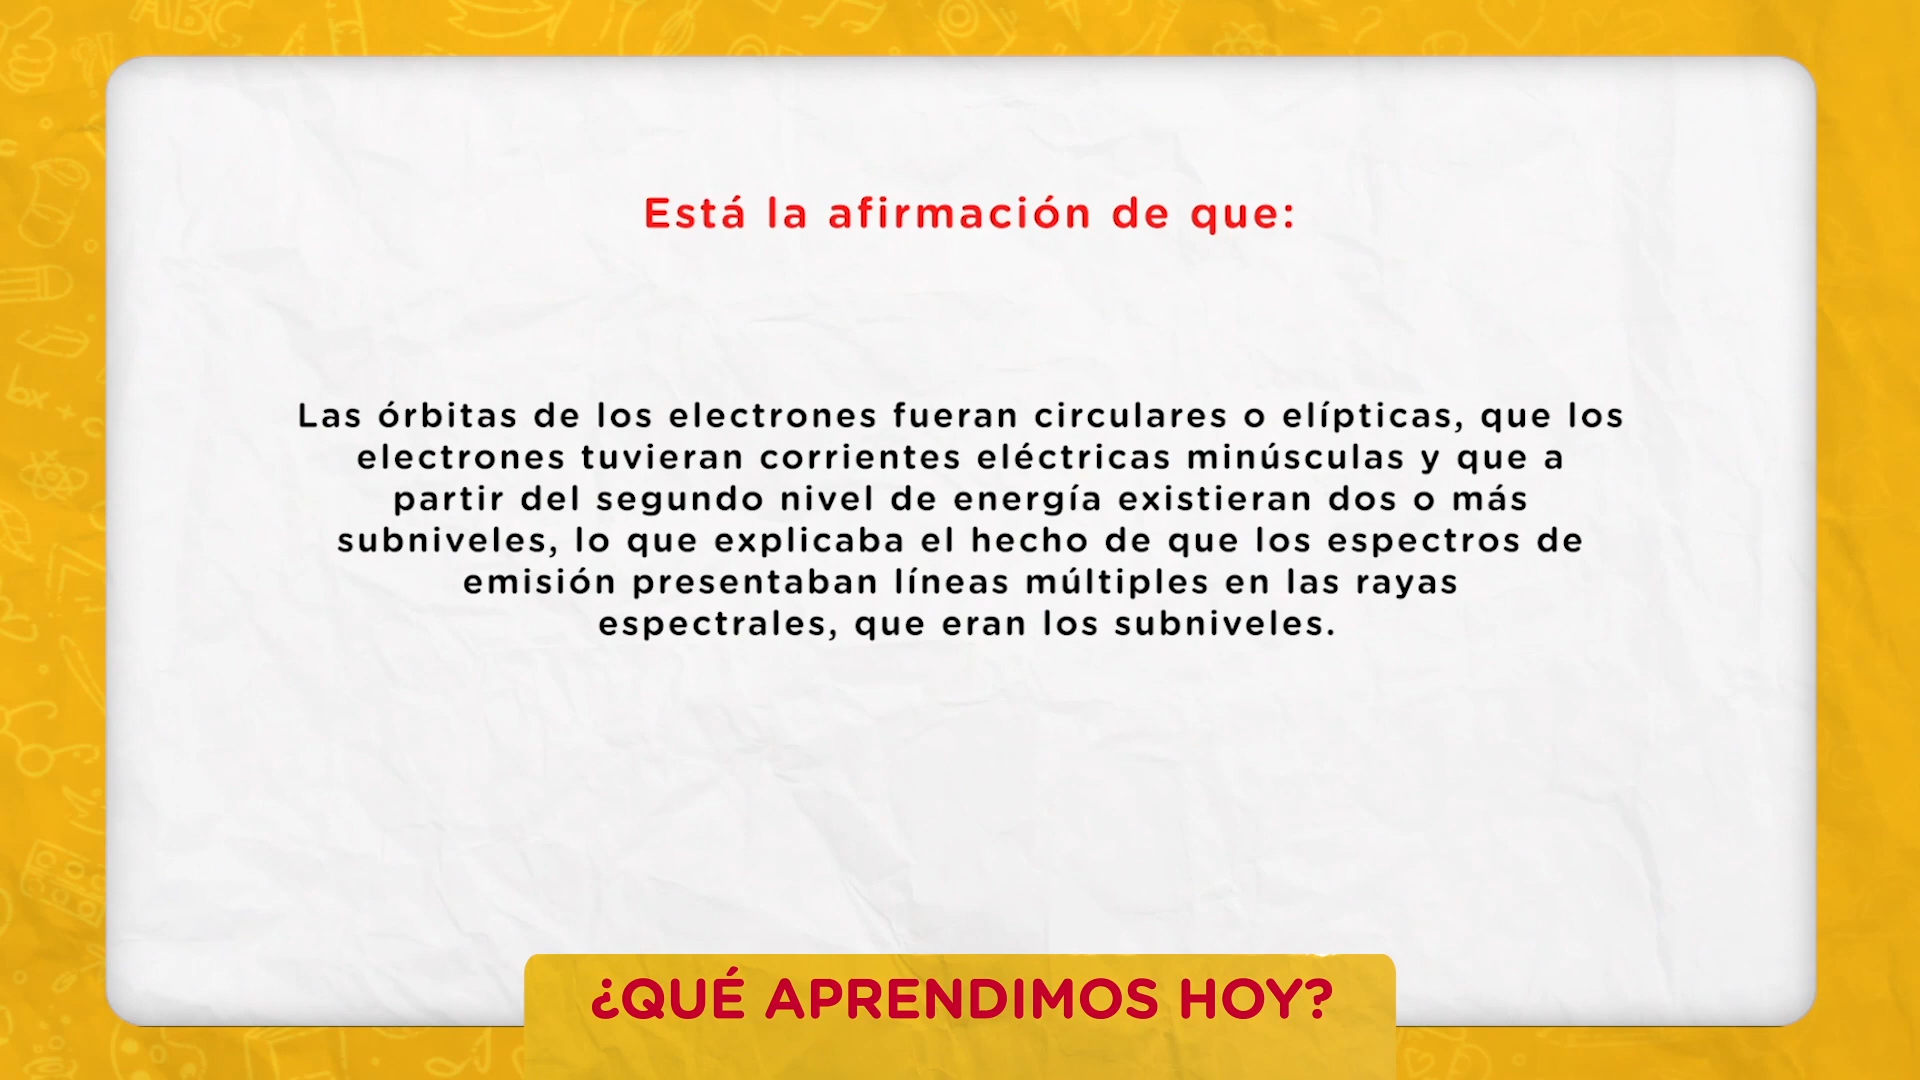 Está la afirmación de que:
Las órbitas de los electrones fueran circulares o elípticas, que los
electrones tuvieran corrientes eléctricas minúsculas y que a
partir del segundo nivel de energía existieran dos o más
subniveles, lo que explicaba el hecho de que los espectros de
emisión presentaban líneas múltiples en las rayas
espectrales, que eran los subniveles.
¿QUÉ APRENDIMOS HOY?